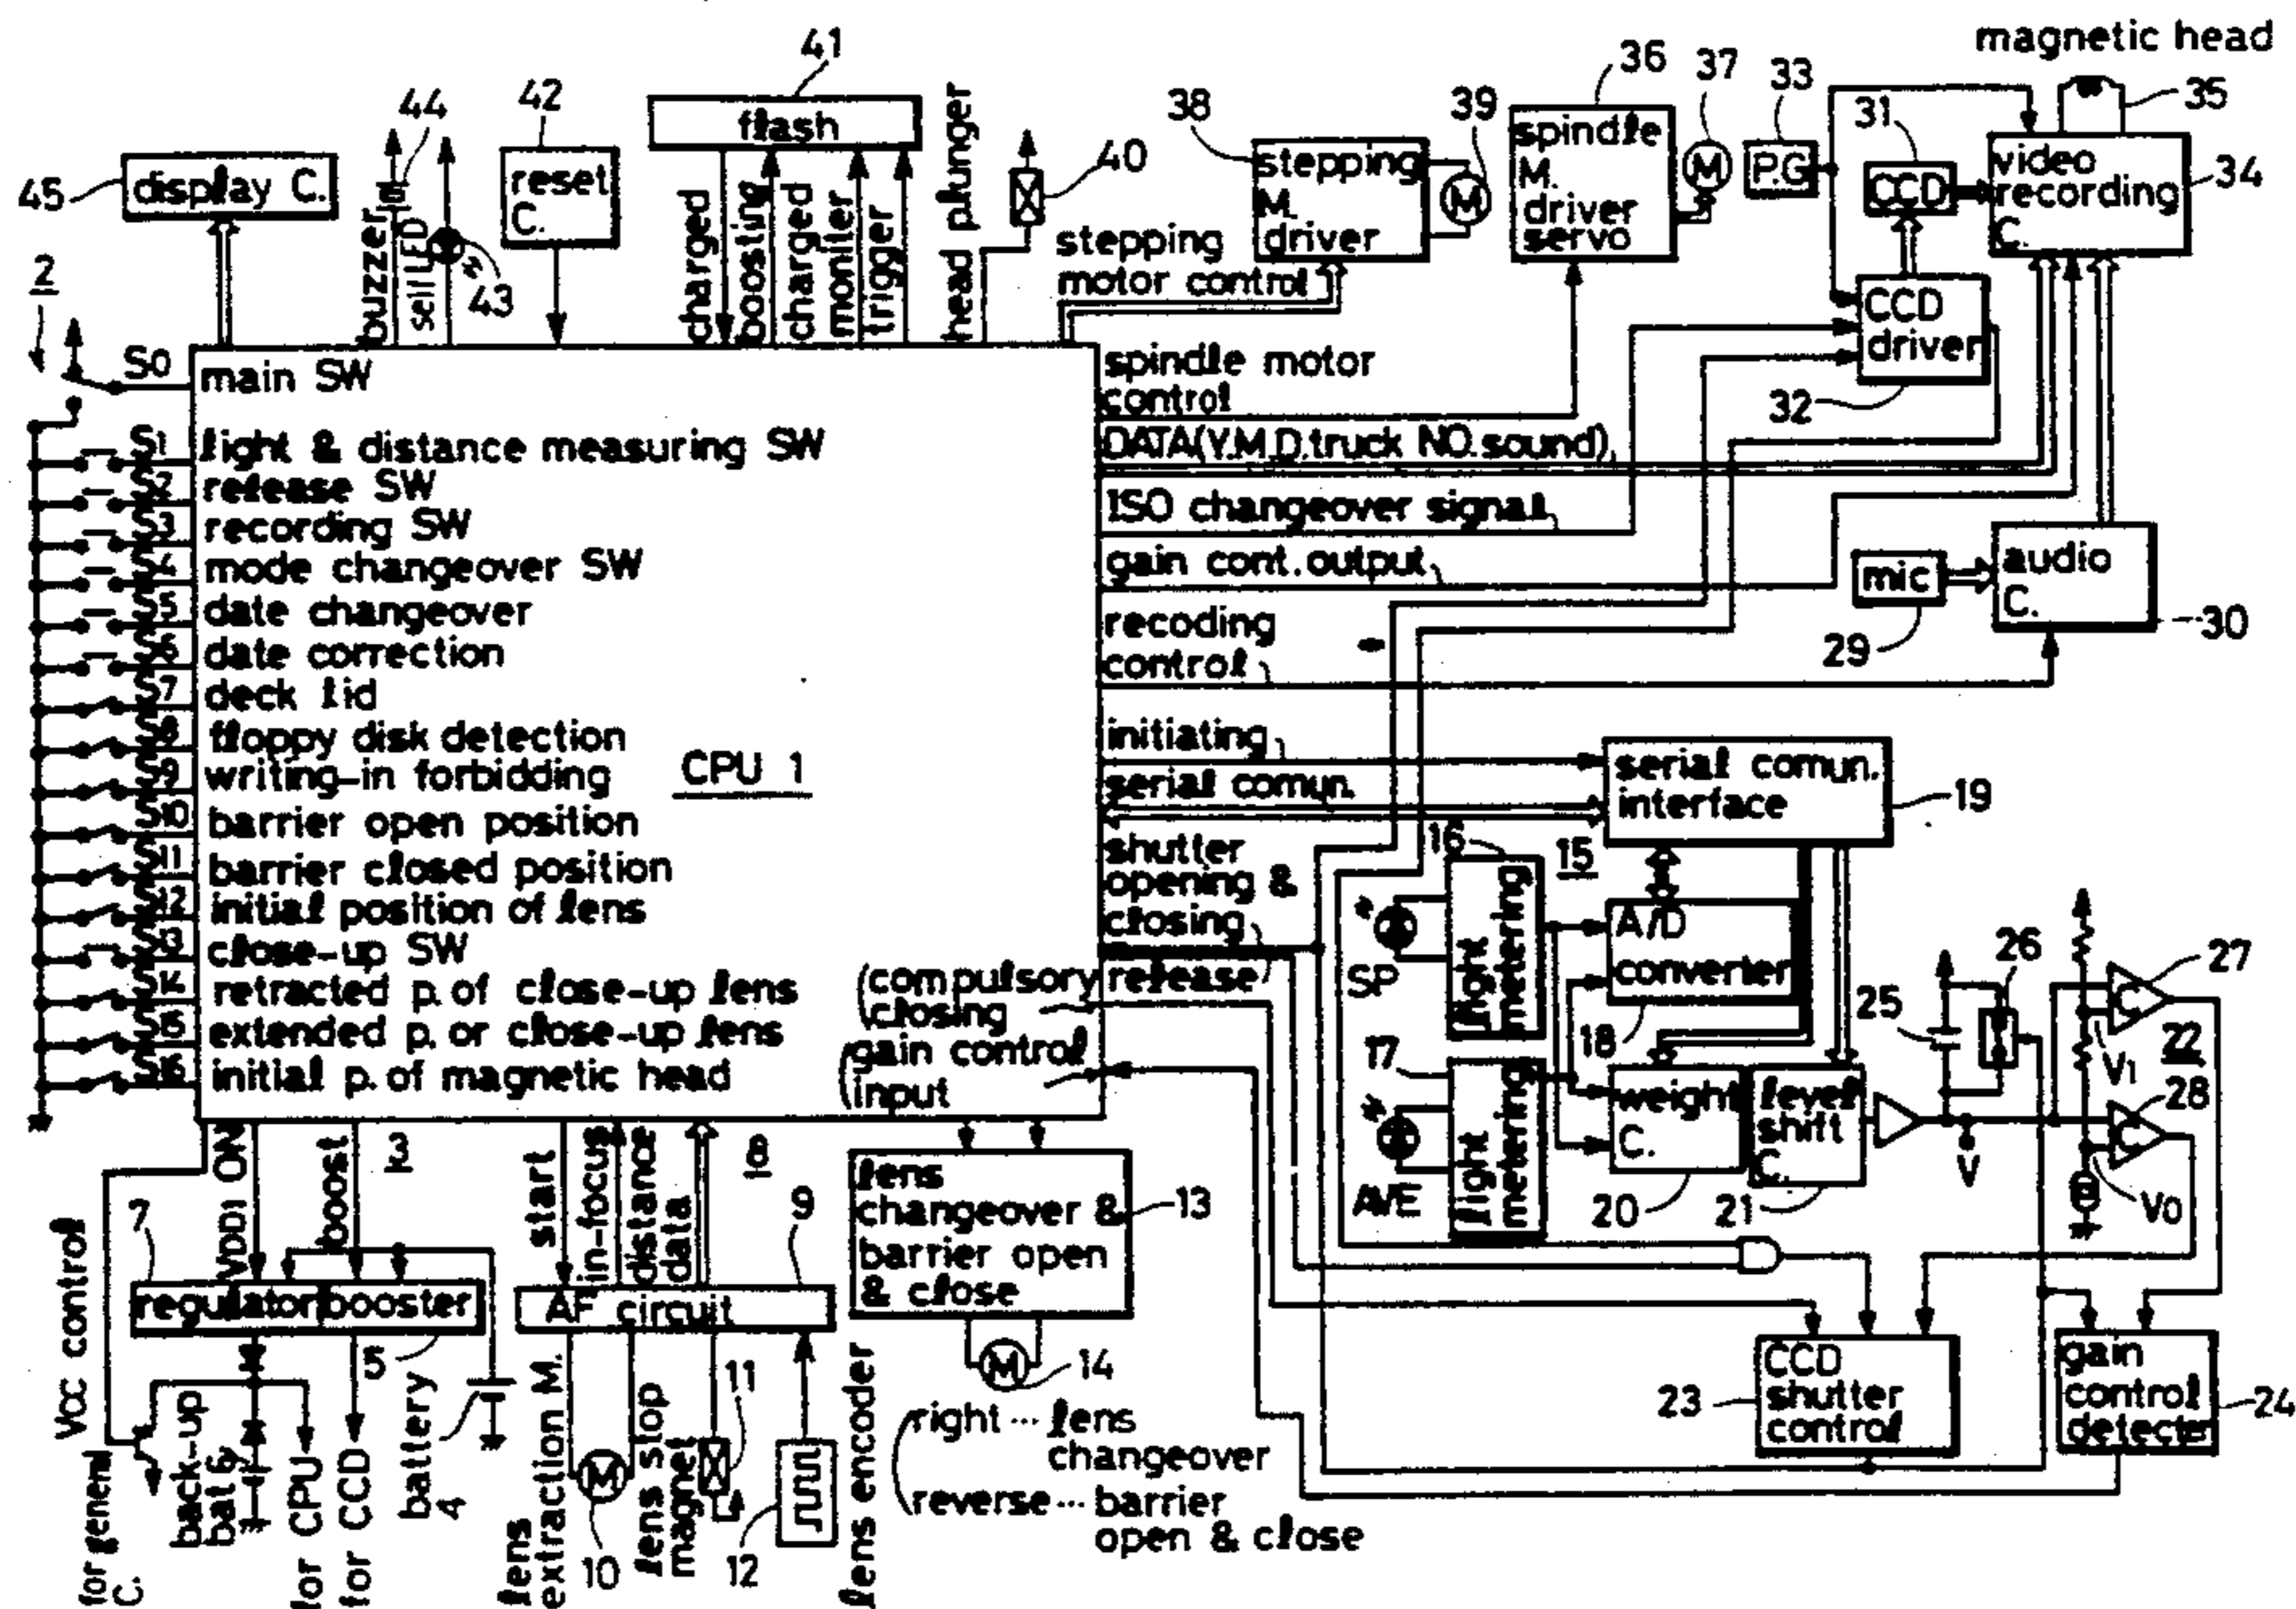 magnetic head
41
36
37
33
35
44
42
38
39
31
flash
head plunger
40
spindle
M.
driver
servo
M
P.G
CCD
video
recording
C.
34
45
display C.
reset
C.
stepping
M.
driver
M
buzzer
self LED
43
charged
boosting
charged
moniter
trigger
stepping
motor control
CCD
driver
32
2
S0
main SW
spindle motor
control
S1
light & distance measuring SW
DATA(Y.M.D.truck NO.sound)
S2
release SW
ISO changeover signal
S3
recording SW
S4
mode changeover SW
gain cont.output
mic
29
audio
C.
30
S5
date changeover
recoding
control
S6
date correction
S7
deck lid
S8
floppy disk detection
initiating
CPU 1
S9
writing-in forbidding
serial comun.
serial comun.
interface
19
S10
barrier open position
S11
barrier closed position
shutter
opening &
closing
16
15
S12
initial position of lens
S13
close-up SW
release
(compulsory
closing
S14
retracted p. of close-up lens
S15
extended p. or close-up lens
gain control
input
S16
initial p. of magnetic head
SP
light
metering
A/D
converter
18
25
26
27
22
V1
17
AVE
light
metering
weight
C.
20
level
shift
C.
21
V
28
V0
VDD1 ON
boost
3
start
in-focus
distance
data
8
9
lens
changeover &
barrier open
& close
13
M
14
Vcc control
7
regulator
booster
5
AF circuit
for general
C.
back-up
bat 6
for CPU
for CCD
battery
4
lens
extraction M.
M
10
lens stop
magnet
11
12
lens encoder
(right ... lens
changeover
reverse ... barrier
open & close
23
CCD
shutter
control
gain
control
detecter
24